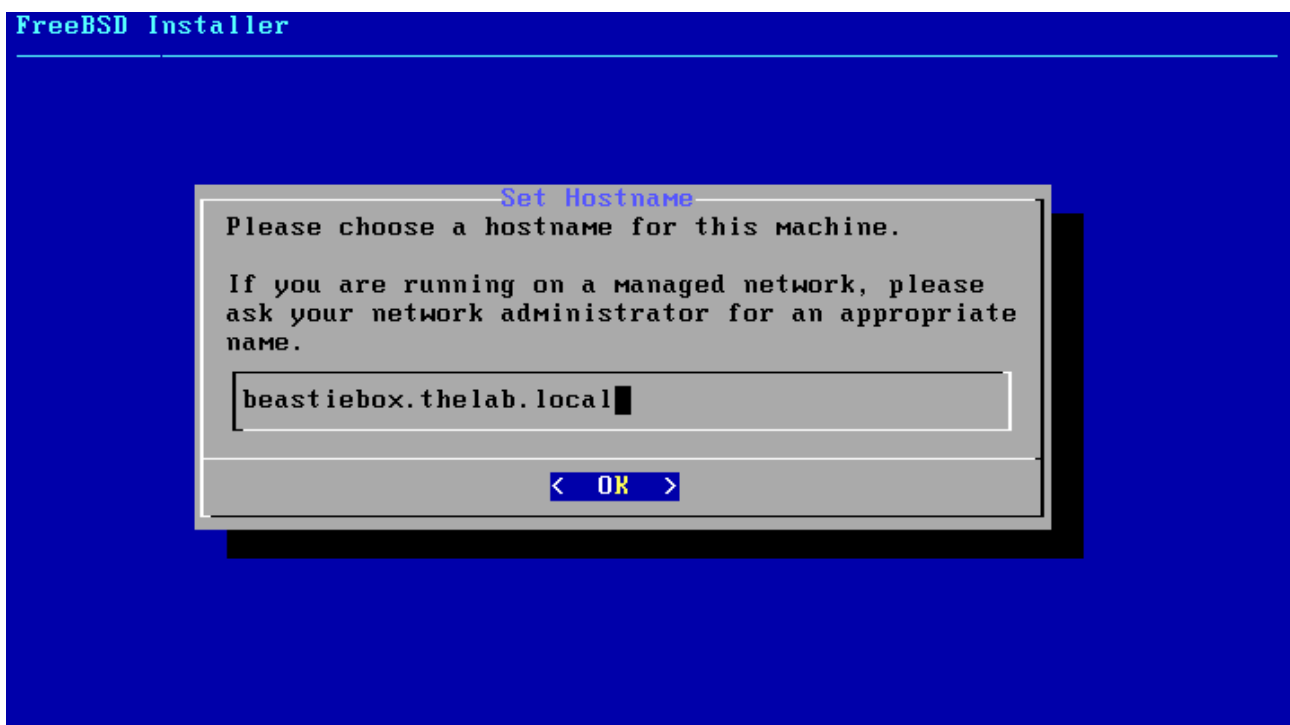 FreeBSD Installer
Set Hostname
Please choose a hostname for this machine.
If you are running on a managed network, please
ask your network administrator for an appropriate
name.
beastiebox.thelab.local
< OK >